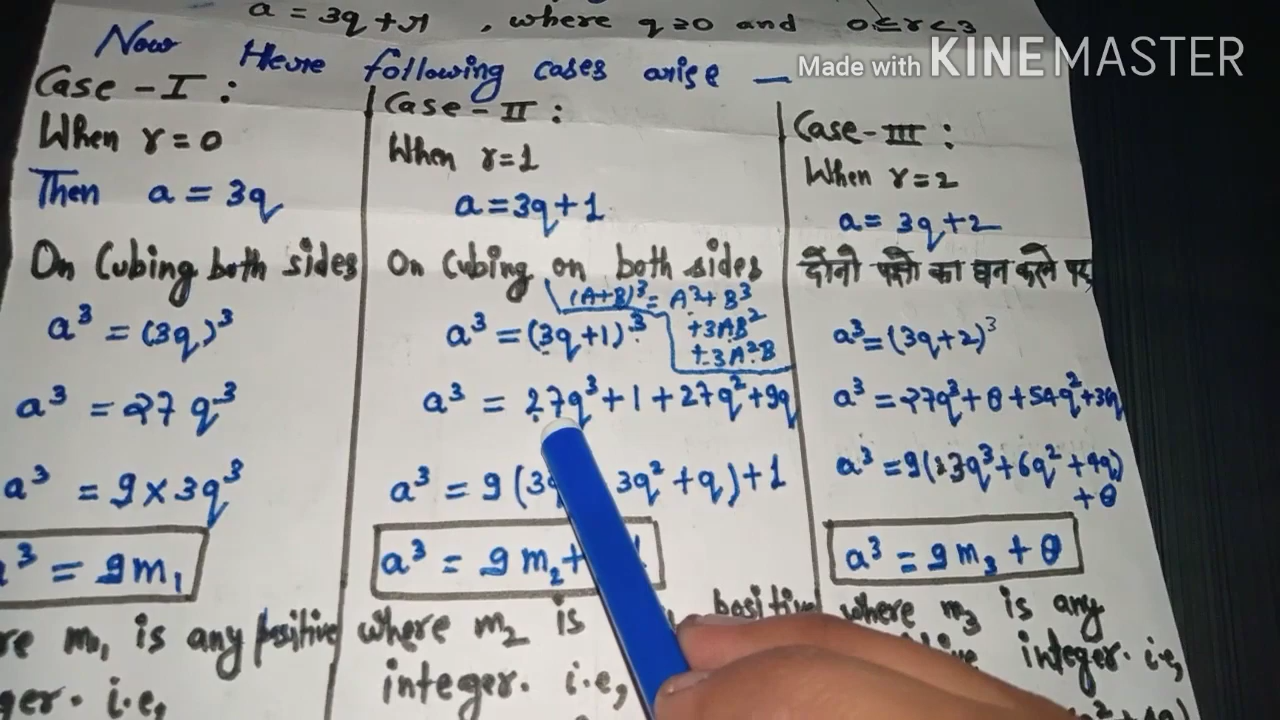 a = 3q + r , where q ≥ 0 and 0 ≤ r < 3
Made with KINEMASTER
Now Here following cases arise —
Case - I :
When r = 0
Then a = 3q
On Cubing both sides
a³ = (3q)³
a³ = 27 q³
a³ = 9 × 3q³
³ = 9m₁
re m₁ is any positive
ger. i.e,
Case - II :
When r = 1
a = 3q + 1
On Cubing on both sides
(A+B)³ = A³ + B³
+3AB²
+3A²B
a³ = (3q+1)³
a³ = 27q³ + 1 + 27q² + 9q
a³ = 9 (3q 3q² + q) + 1
a³ = 9 m₂ +
where m₂ is positive
integer. i.e,
Case - III :
When r = 2
a = 3q + 2
दोनो पक्षो का घन करने पर
a³ = (3q+2)³
a³ = 27q³ + 8 + 54q² + 36q
a³ = 9(3q³ + 6q² + 4q)
+ 8
a³ = 9 m₃ + 8
where m₃ is any
integer. i.e,